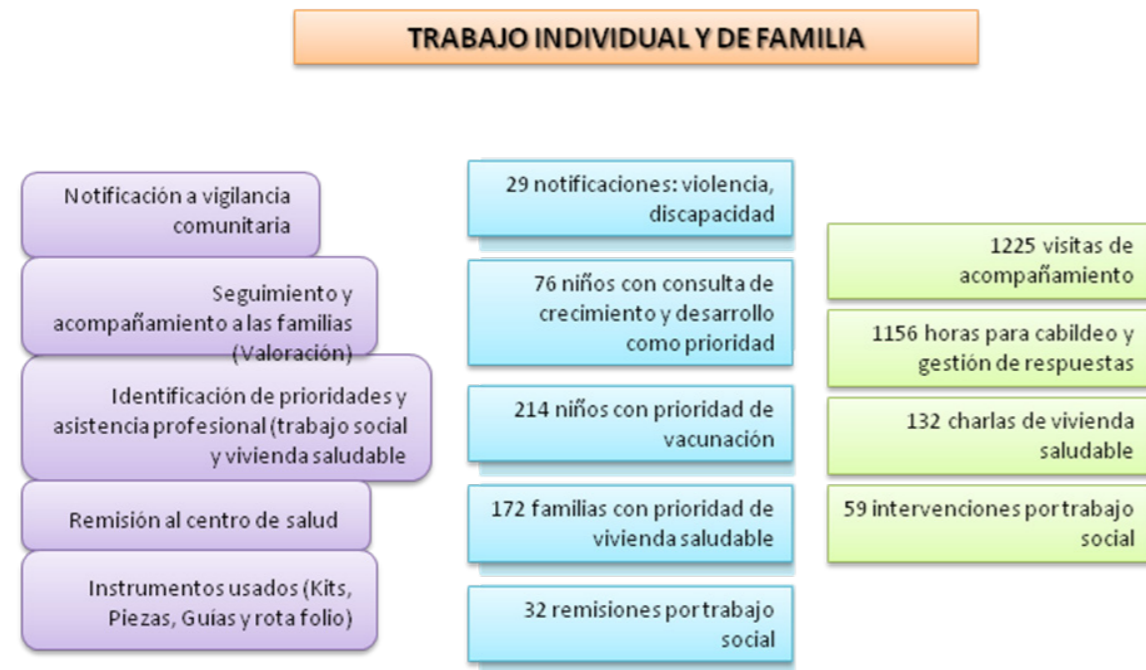 TRABAJO INDIVIDUAL Y DE FAMILIA
Notificación a vigilancia
comunitaria
Seguimiento y
acompañamiento a las familias
(Valoración)
Identificación de prioridades y
asistencia profesional (trabajo social
y vivienda saludable
Remisión al centro de salud
Instrumentos usados (Kits,
Piezas, Guías y rota folio)
29 notificaciones: violencia,
discapacidad
76 niños con consulta de
crecimiento y desarrollo
como prioridad
214 niños con prioridad de
vacunación
172 familias con prioridad de
vivienda saludable
32 remisiones por trabajo
social
1225 visitas de
acompañamiento
1156 horas para cabildeo y
gestión de respuestas
132 charlas de vivienda
saludable
59 intervenciones por trabajo
social